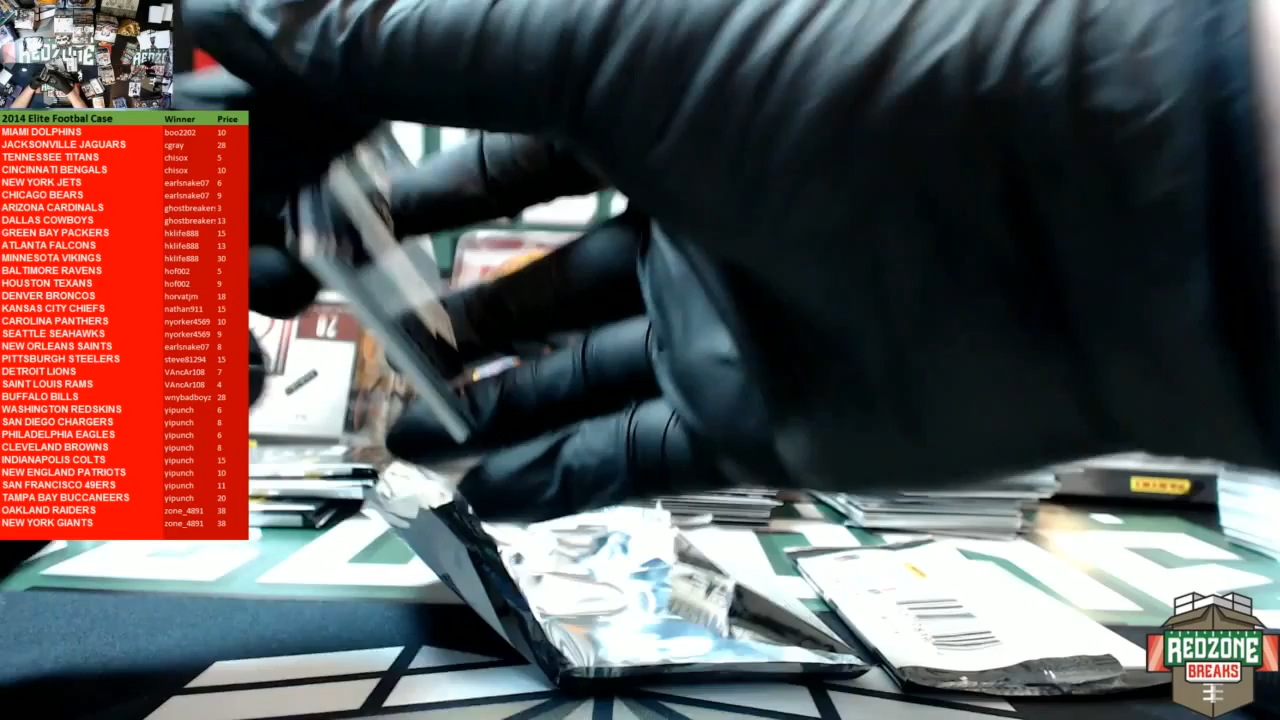 REDZONE
REDZ
2014 Elite Footbal Case Winner Price
MIAMI DOLPHINS boo2202 10
JACKSONVILLE JAGUARS cgray 28
TENNESSEE TITANS chisox 5
CINCINNATI BENGALS chisox 10
NEW YORK JETS earlsnake07 6
CHICAGO BEARS earlsnake07 9
ARIZONA CARDINALS ghostbreaker 3
DALLAS COWBOYS ghostbreaker 13
GREEN BAY PACKERS hklife888 15
ATLANTA FALCONS hklife888 13
MINNESOTA VIKINGS hklife888 30
BALTIMORE RAVENS hof002 5
HOUSTON TEXANS hof002 9
DENVER BRONCOS horvatjm 18
KANSAS CITY CHIEFS nathan911 15
CAROLINA PANTHERS nyorker4569 10
SEATTLE SEAHAWKS nyorker4569 9
NEW ORLEANS SAINTS earlsnake07 8
PITTSBURGH STEELERS steve81294 15
DETROIT LIONS VAncAr108 7
SAINT LOUIS RAMS VAncAr108 4
BUFFALO BILLS wnybadboyz 28
WASHINGTON REDSKINS yipunch 6
SAN DIEGO CHARGERS yipunch 8
PHILADELPHIA EAGLES yipunch 6
CLEVELAND BROWNS yipunch 8
INDIANAPOLIS COLTS yipunch 15
NEW ENGLAND PATRIOTS yipunch 10
SAN FRANCISCO 49ERS yipunch 11
TAMPA BAY BUCCANEERS yipunch 20
OAKLAND RAIDERS zone_4891 38
NEW YORK GIANTS zone_4891 38
PANINI
REDZONE
BREAKS